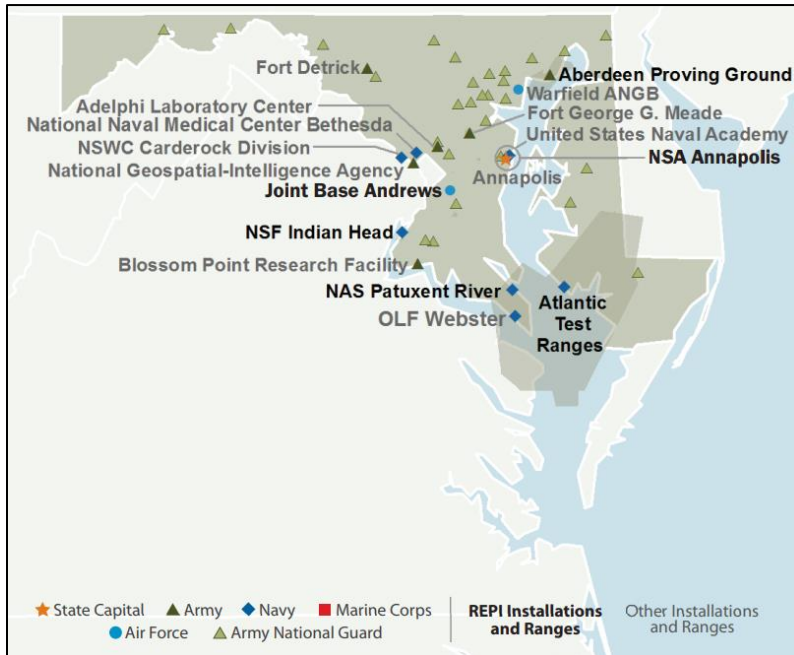 Fort Detrick
Aberdeen Proving Ground
Adelphi Laboratory Center
Warfield ANGB
National Naval Medical Center Bethesda
Fort George G. Meade
NSWC Carderock Division
United States Naval Academy
National Geospatial-Intelligence Agency
NSA Annapolis
Annapolis
Joint Base Andrews
NSF Indian Head
Blossom Point Research Facility
NAS Patuxent River
Atlantic
Test
Ranges
OLF Webster
State Capital
Army
Navy
Marine Corps
Air Force
Army National Guard
REPI Installations
and Ranges
Other Installations
and Ranges